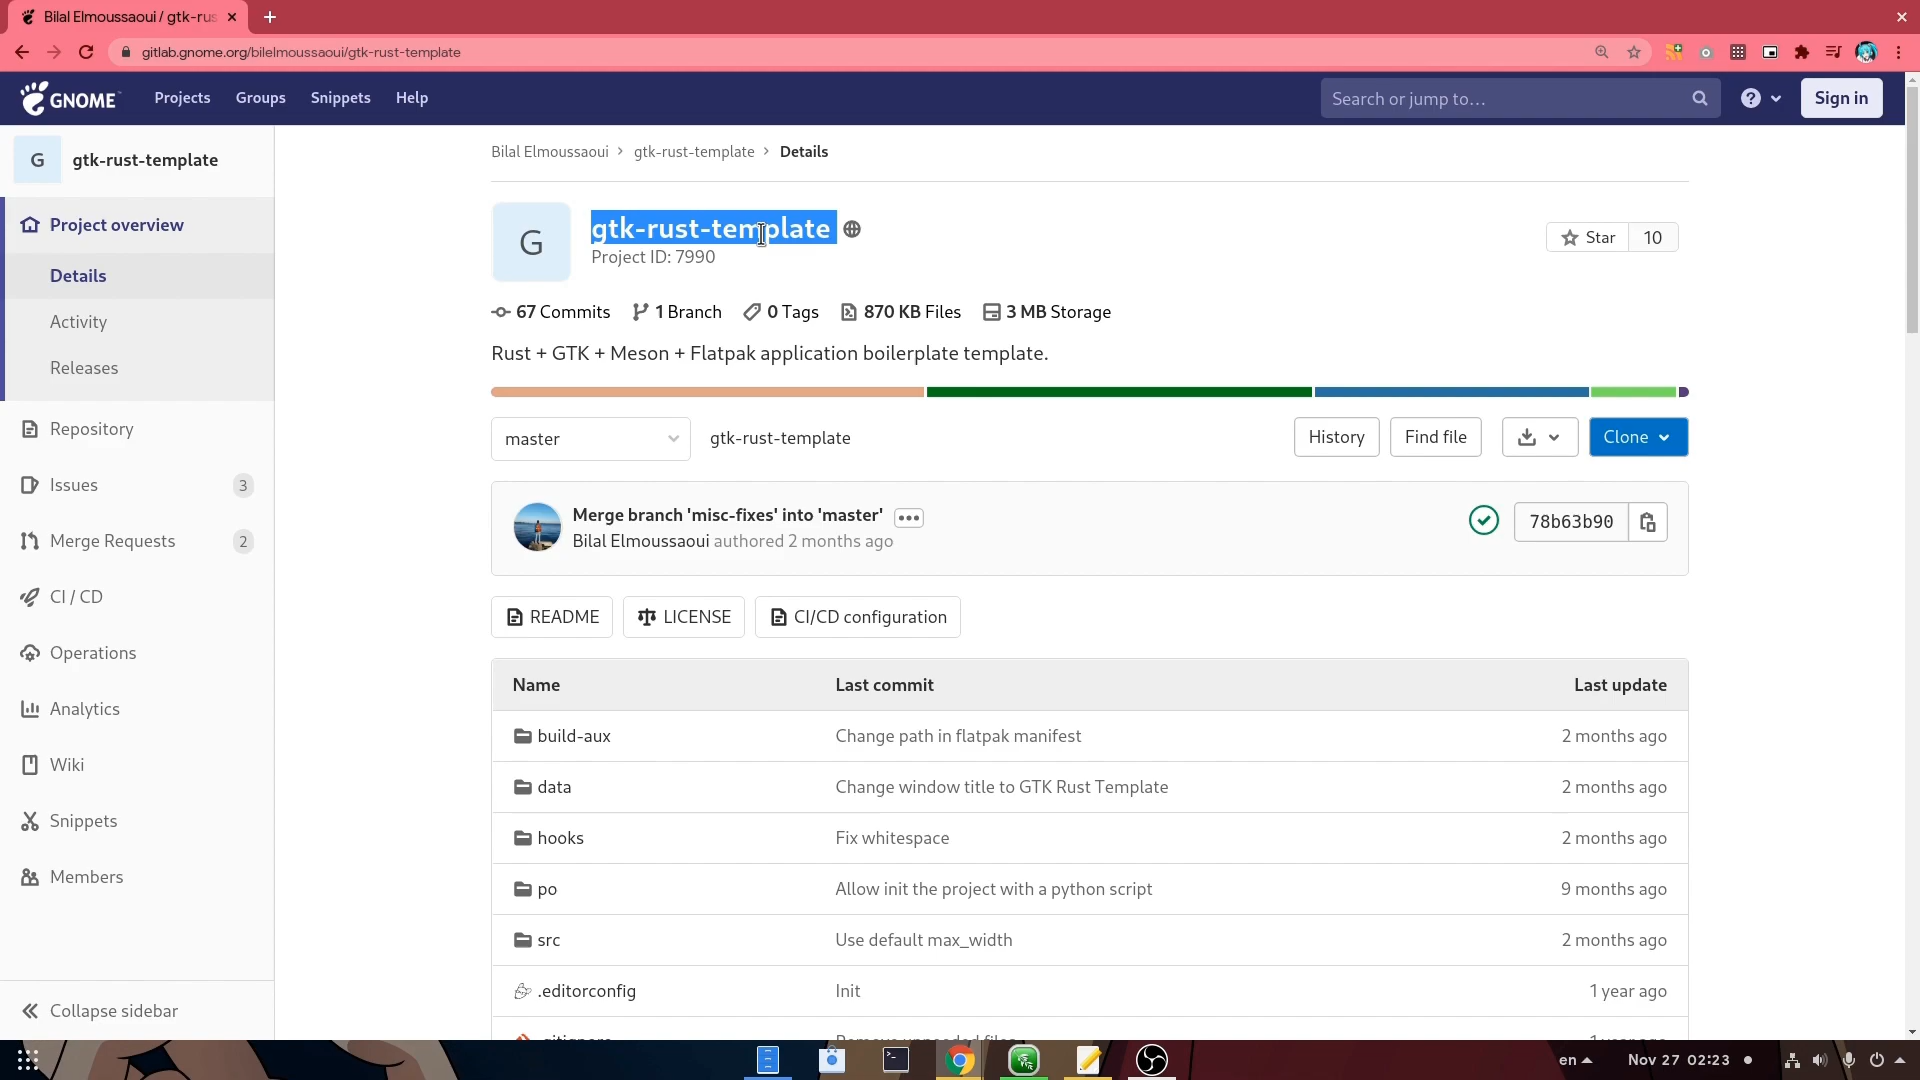 Bilal Elmoussaoui / gtk-rus
gitlab.gnome.org/bilelmoussaoui/gtk-rust-template
GNOME
Projects
Groups
Snippets
Help
Search or jump to...
Sign in
G
gtk-rust-template
Project overview
Details
Activity
Releases
Repository
Issues 3
Merge Requests 2
CI / CD
Operations
Analytics
Wiki
Snippets
Members
Collapse sidebar
Bilal Elmoussaoui > gtk-rust-template > Details
G
gtk-rust-template
Project ID: 7990
Star 10
67 Commits 1 Branch 0 Tags 870 KB Files 3 MB Storage
Rust + GTK + Meson + Flatpak application boilerplate template.
master
gtk-rust-template
History
Find file
Clone
Merge branch 'misc-fixes' into 'master'
Bilal Elmoussaoui authored 2 months ago
78b63b90
README
LICENSE
CI/CD configuration
Name Last commit Last update
build-aux Change path in flatpak manifest 2 months ago
data Change window title to GTK Rust Template 2 months ago
hooks Fix whitespace 2 months ago
po Allow init the project with a python script 9 months ago
src Use default max_width 2 months ago
.editorconfig Init 1 year ago
en
Nov 27 02:23